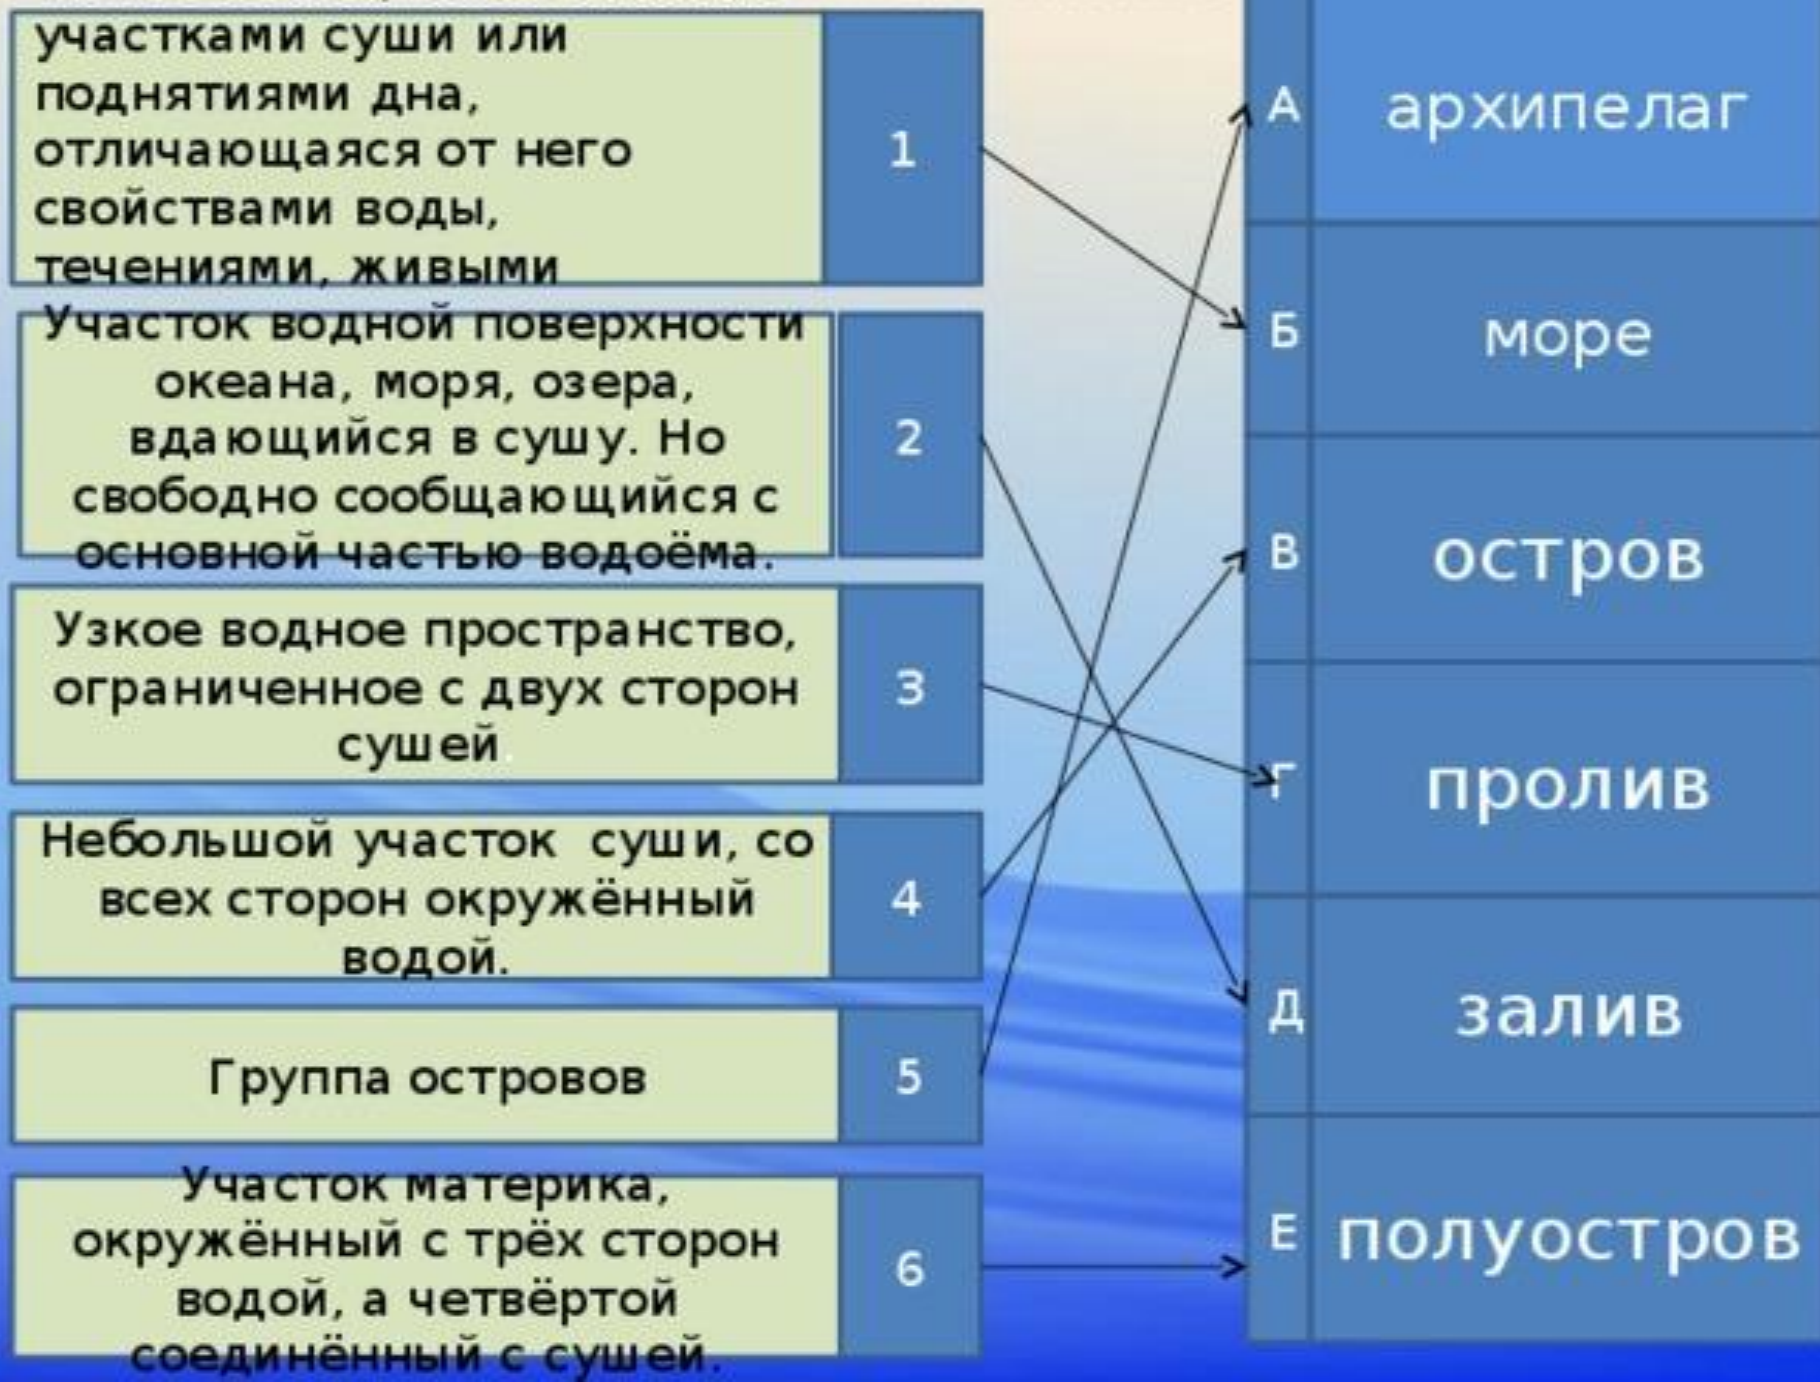 участками суши или
поднятиями дна,
отличающаяся от него
свойствами воды,
течениями, живыми
1
Участок водной поверхности
океана, моря, озера,
вдающийся в сушу. Но
свободно сообщающийся с
основной частью водоёма.
2
Узкое водное пространство,
ограниченное с двух сторон
сушей.
3
Небольшой участок суши, со
всех сторон окружённый
водой.
4
Группа островов
5
Участок материка,
окружённый с трёх сторон
водой, а четвёртой
соединённый с сушей.
6
А
архипелаг
Б
море
В
остров
Г
пролив
Д
залив
Е
полуостров